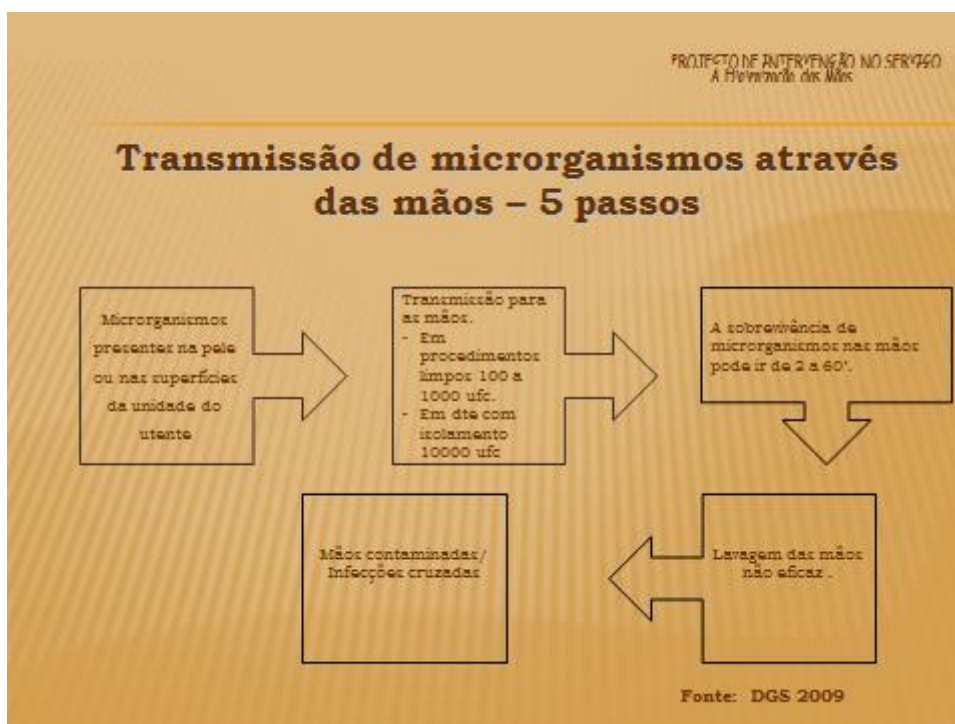 PROJECTO DE INTERVENÇÃO NO SERVIÇO
A Higienização das Mãos
Transmissão de microrganismos através
das mãos – 5 passos
Microrganismos
presentes na pele
ou nas superfícies
da unidade do
utente
Transmissão para
as mãos.
- Em
procedimentos
limpos 100 a
1000 ufc.
- Em dte com
isolamento
10000 ufc
A sobrevivência de
microrganismos nas mãos
pode ir de 2 a 60'.
Lavagem das mãos
não eficaz .
Mãos contaminadas/
Infecções cruzadas
Fonte: DGS 2009